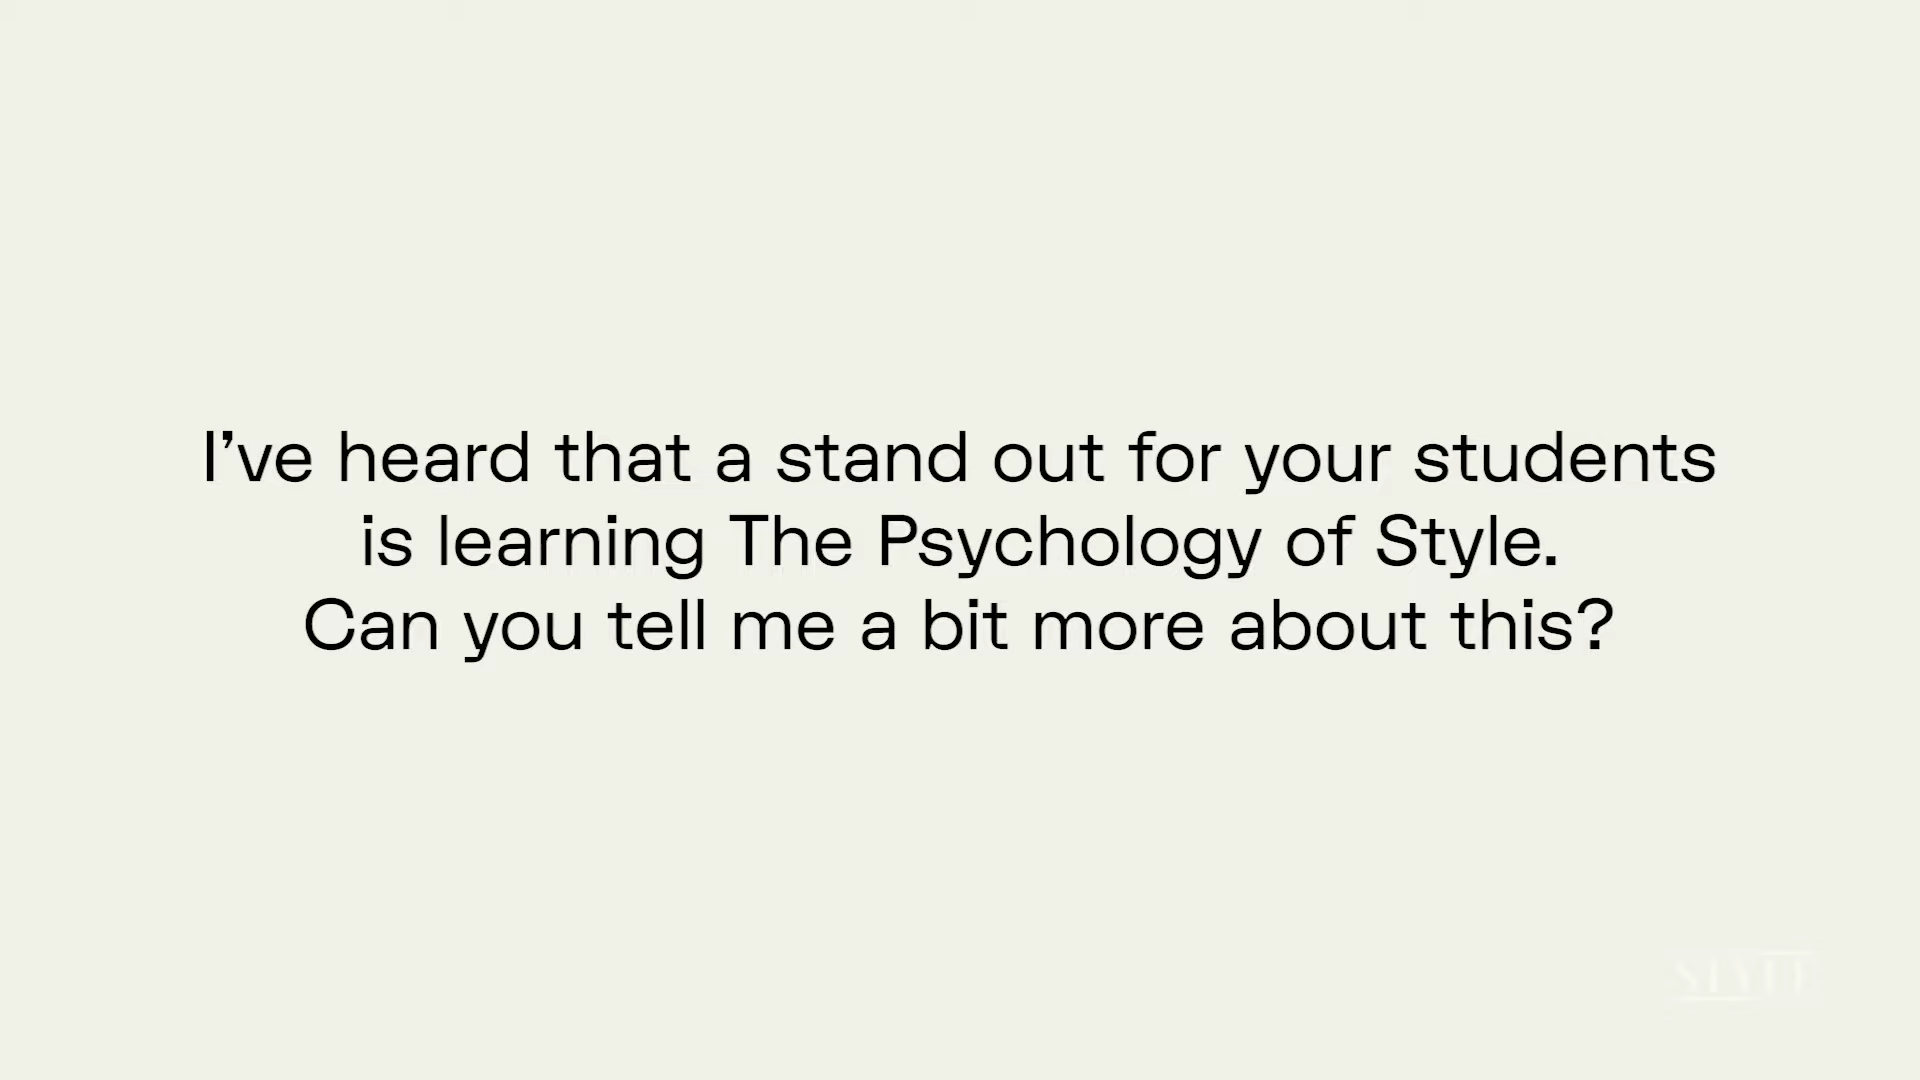 I’ve heard that a stand out for your students
is learning The Psychology of Style.
Can you tell me a bit more about this?
STYLE